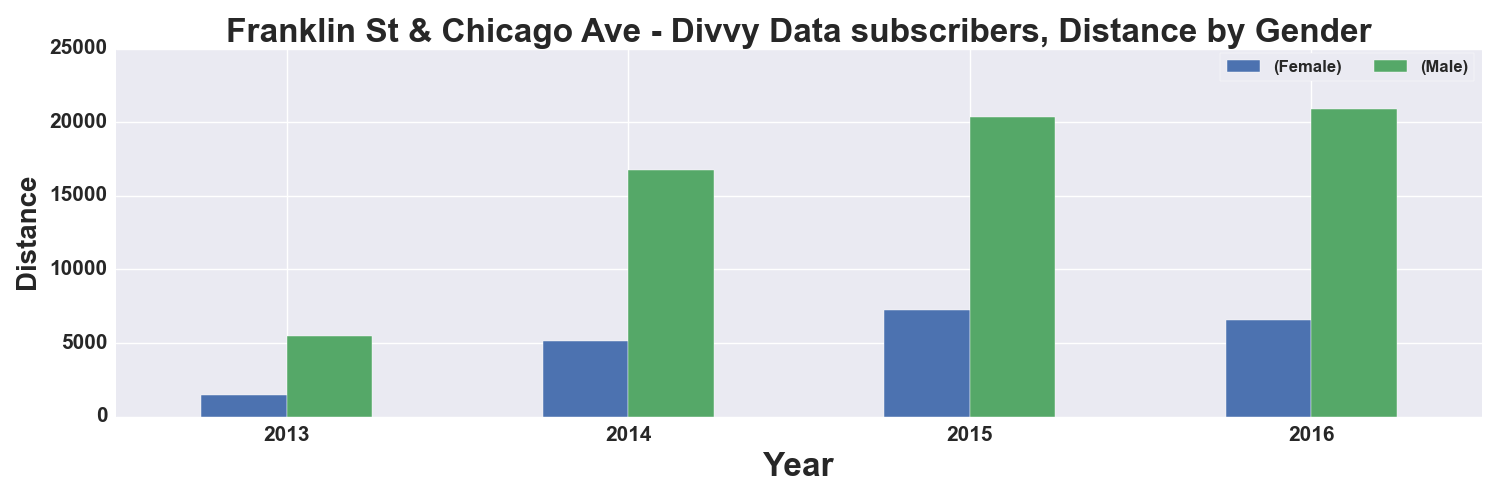 Franklin St & Chicago Ave - Divvy Data subscribers, Distance by Gender
25000
20000
15000
10000
5000
0
Distance
(Female) (Male)
2013 2014 2015 2016
Year